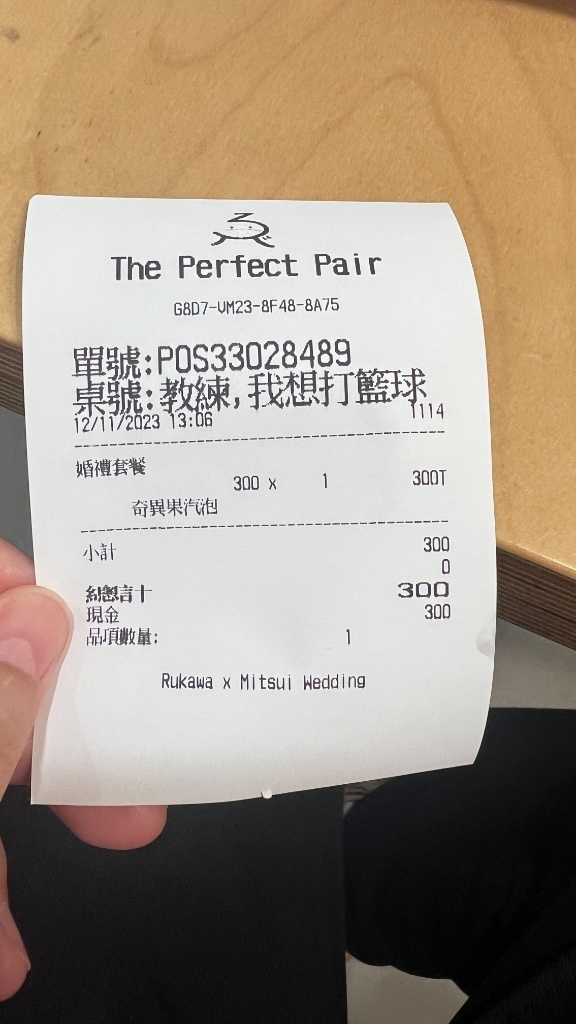 The Perfect Pair
G8D7-VM23-8F48-8A75
單號:POS33028489
桌號:教練,我想打籃球
12/11/2023 13:06 1114
婚禮套餐
300 x 1 300T
奇異果汽泡
小計 300
0
總計 300
現金 300
品項數量: 1
Rukawa x Mitsui Wedding